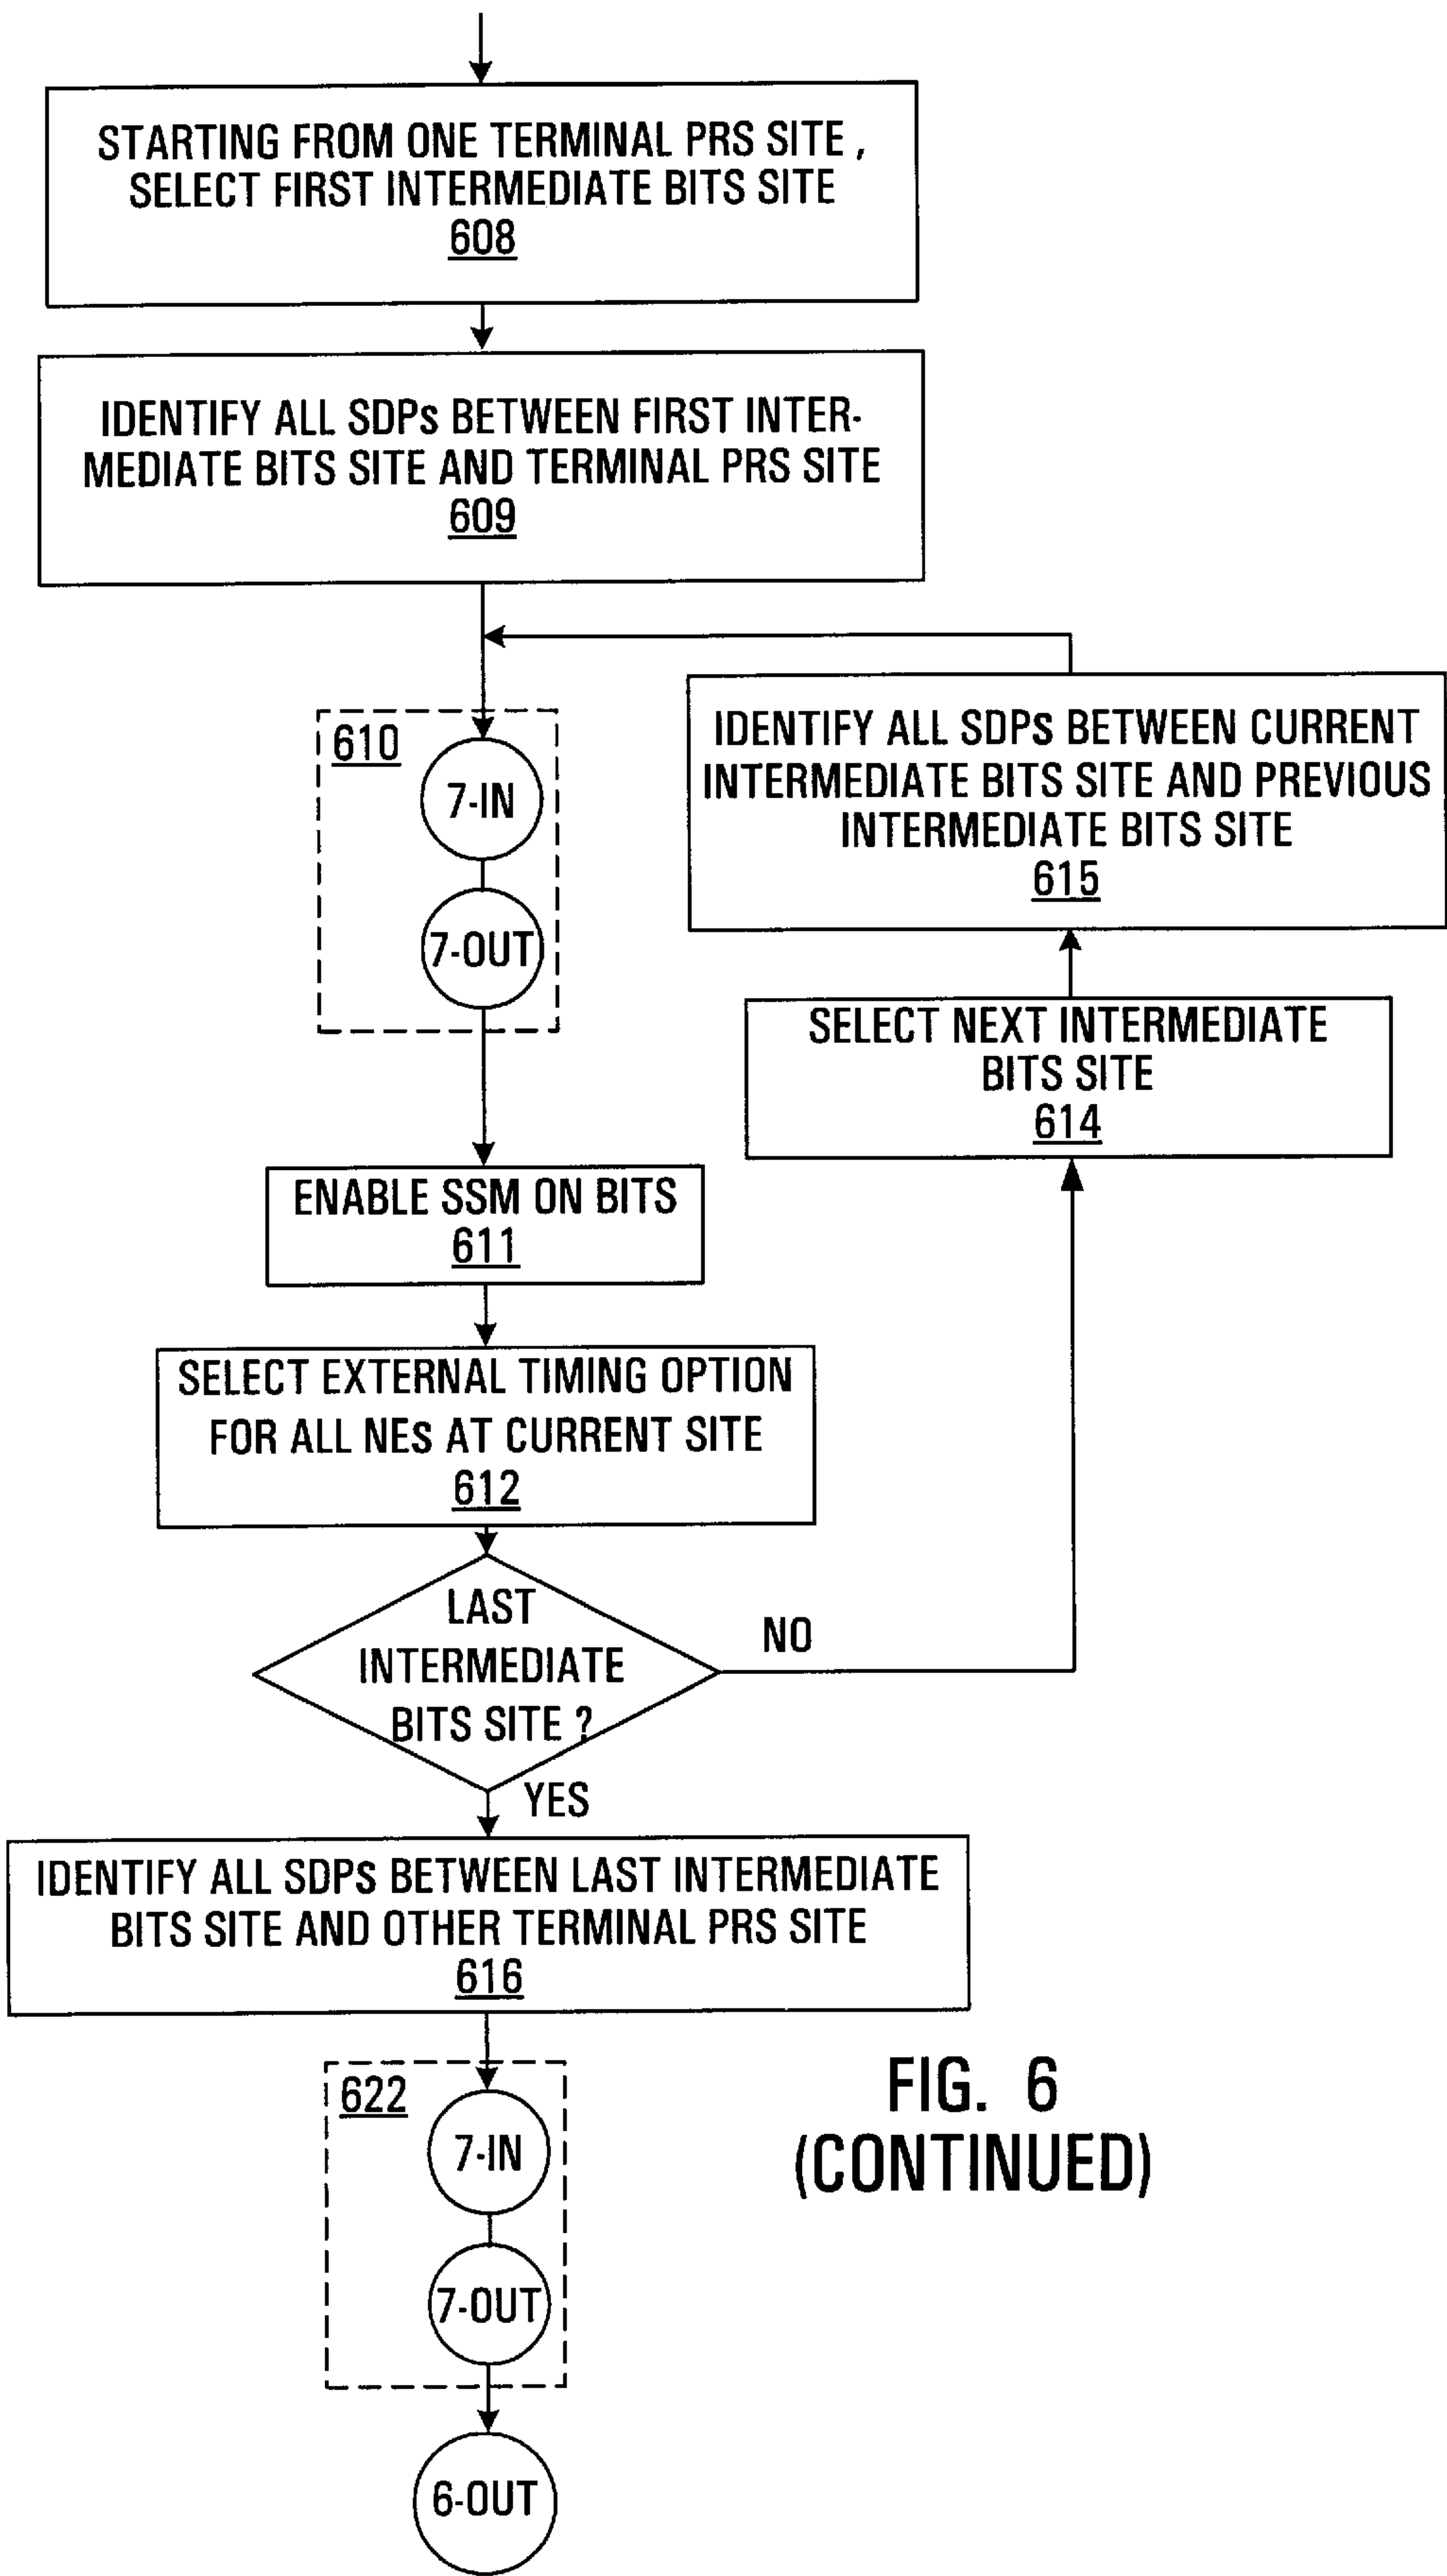 STARTING FROM ONE TERMINAL PRS SITE ,
SELECT FIRST INTERMEDIATE BITS SITE
608
IDENTIFY ALL SDPs BETWEEN FIRST INTER-
MEDIATE BITS SITE AND TERMINAL PRS SITE
609
610
7-IN
7-OUT
IDENTIFY ALL SDPs BETWEEN CURRENT
INTERMEDIATE BITS SITE AND PREVIOUS
INTERMEDIATE BITS SITE
615
SELECT NEXT INTERMEDIATE
BITS SITE
614
ENABLE SSM ON BITS
611
SELECT EXTERNAL TIMING OPTION
FOR ALL NEs AT CURRENT SITE
612
LAST
INTERMEDIATE
BITS SITE ?
NO
YES
IDENTIFY ALL SDPs BETWEEN LAST INTERMEDIATE
BITS SITE AND OTHER TERMINAL PRS SITE
616
622
7-IN
7-OUT
6-OUT
FIG. 6
(CONTINUED)